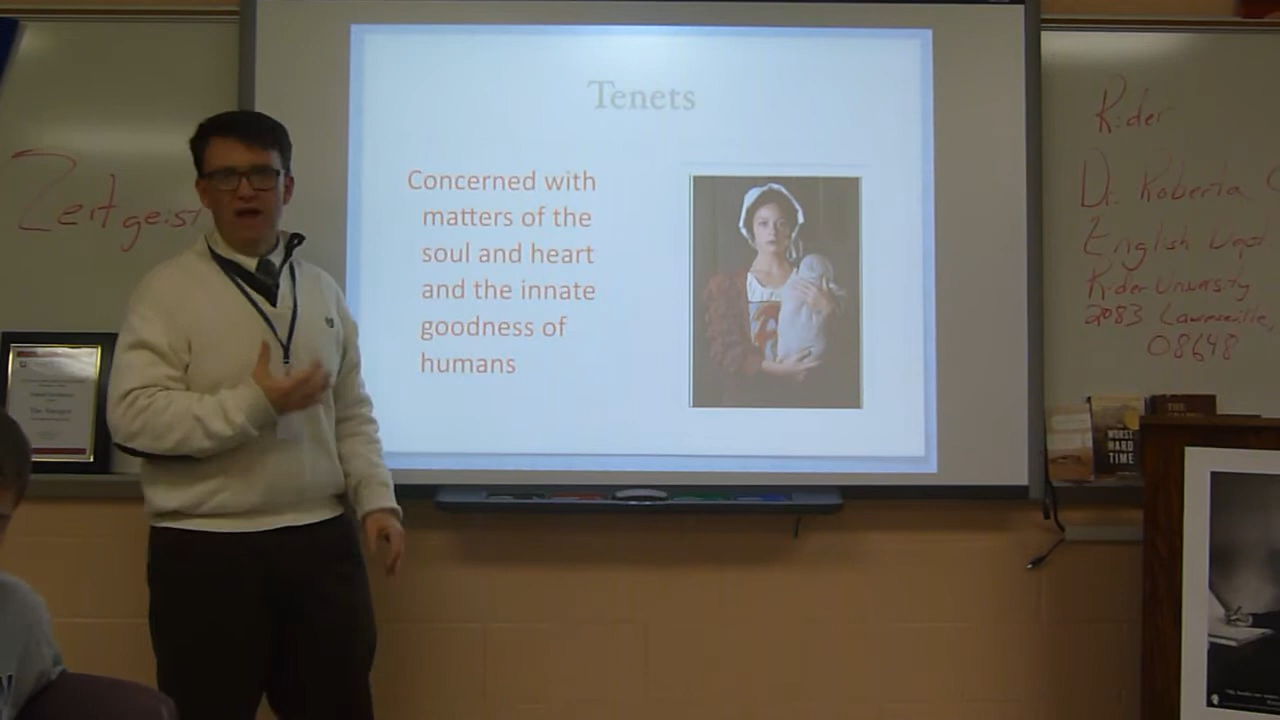 Zeitgeist
Tenets
Concerned with
matters of the
soul and heart
and the innate
goodness of
humans
Rider
Dr. Roberta
English Dept
Rider University
2083 Lawrenceville,
08648
WORST
HARD
TIME
THE